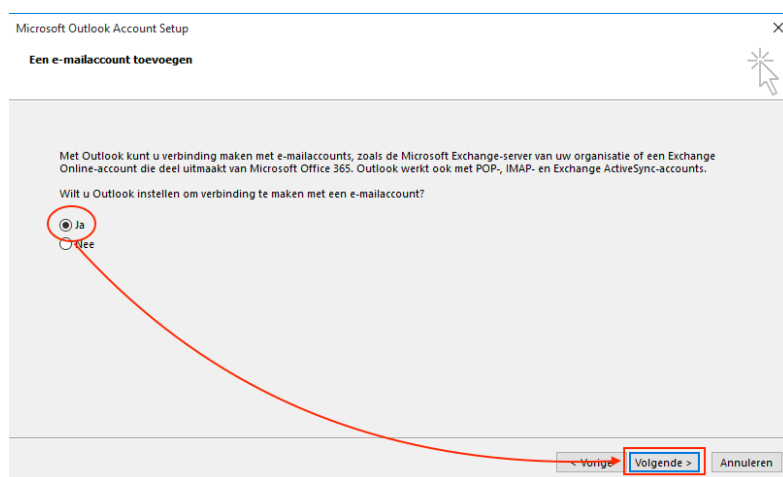 Microsoft Outlook Account Setup
Een e-mailaccount toevoegen
Met Outlook kunt u verbinding maken met e-mailaccounts, zoals de Microsoft Exchange-server van uw organisatie of een Exchange
Online-account die deel uitmaakt van Microsoft Office 365. Outlook werkt ook met POP-, IMAP- en Exchange ActiveSync-accounts.
Wilt u Outlook instellen om verbinding te maken met een e-mailaccount?
Ja
Nee
< Vorige Volgende > Annuleren